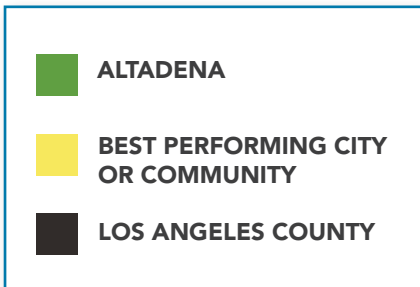 ALTADENA
BEST PERFORMING CITY
OR COMMUNITY
LOS ANGELES COUNTY